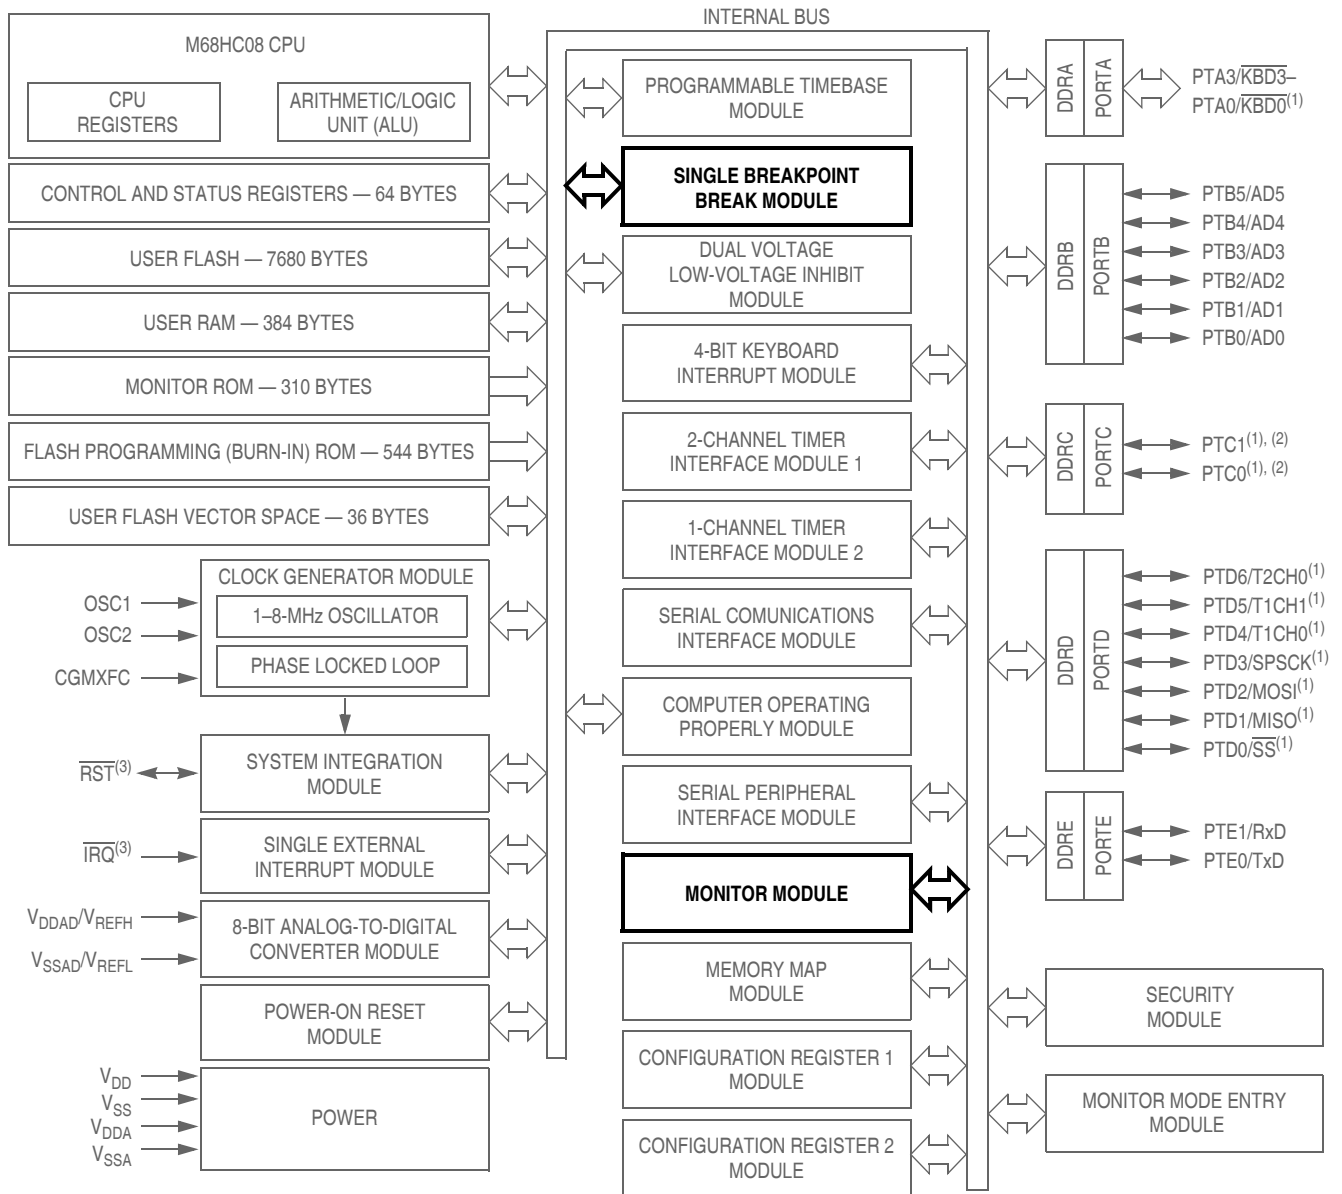 INTERNAL BUS
M68HC08 CPU
CPU
REGISTERS
ARITHMETIC/LOGIC
UNIT (ALU)
CONTROL AND STATUS REGISTERS — 64 BYTES
USER FLASH — 7680 BYTES
USER RAM — 384 BYTES
MONITOR ROM — 310 BYTES
FLASH PROGRAMMING (BURN-IN) ROM — 544 BYTES
USER FLASH VECTOR SPACE — 36 BYTES
CLOCK GENERATOR MODULE
1–8-MHz OSCILLATOR
PHASE LOCKED LOOP
OSC1
OSC2
CGMXFC
SYSTEM INTEGRATION
MODULE
RST(3)
SINGLE EXTERNAL
INTERRUPT MODULE
IRQ(3)
8-BIT ANALOG-TO-DIGITAL
CONVERTER MODULE
VDDAD/VREFH
VSSAD/VREFL
POWER-ON RESET
MODULE
VDD
VSS
VDDA
VSSA
POWER
PROGRAMMABLE TIMEBASE
MODULE
SINGLE BREAKPOINT
BREAK MODULE
DUAL VOLTAGE
LOW-VOLTAGE INHIBIT
MODULE
4-BIT KEYBOARD
INTERRUPT MODULE
2-CHANNEL TIMER
INTERFACE MODULE 1
1-CHANNEL TIMER
INTERFACE MODULE 2
SERIAL COMUNICATIONS
INTERFACE MODULE
COMPUTER OPERATING
PROPERLY MODULE
SERIAL PERIPHERAL
INTERFACE MODULE
MONITOR MODULE
MEMORY MAP
MODULE
CONFIGURATION REGISTER 1
MODULE
CONFIGURATION REGISTER 2
MODULE
DDRA
PORTA
PTA3/KBD3–
PTA0/KBD0(1)
DDRB
PORTB
PTB5/AD5
PTB4/AD4
PTB3/AD3
PTB2/AD2
PTB1/AD1
PTB0/AD0
DDRC
PORTC
PTC1(1), (2)
PTC0(1), (2)
DDRD
PORTD
PTD6/T2CH0(1)
PTD5/T1CH1(1)
PTD4/T1CH0(1)
PTD3/SPSCK(1)
PTD2/MOSI(1)
PTD1/MISO(1)
PTD0/SS(1)
DDRE
PORTE
PTE1/RxD
PTE0/TxD
SECURITY
MODULE
MONITOR MODE ENTRY
MODULE